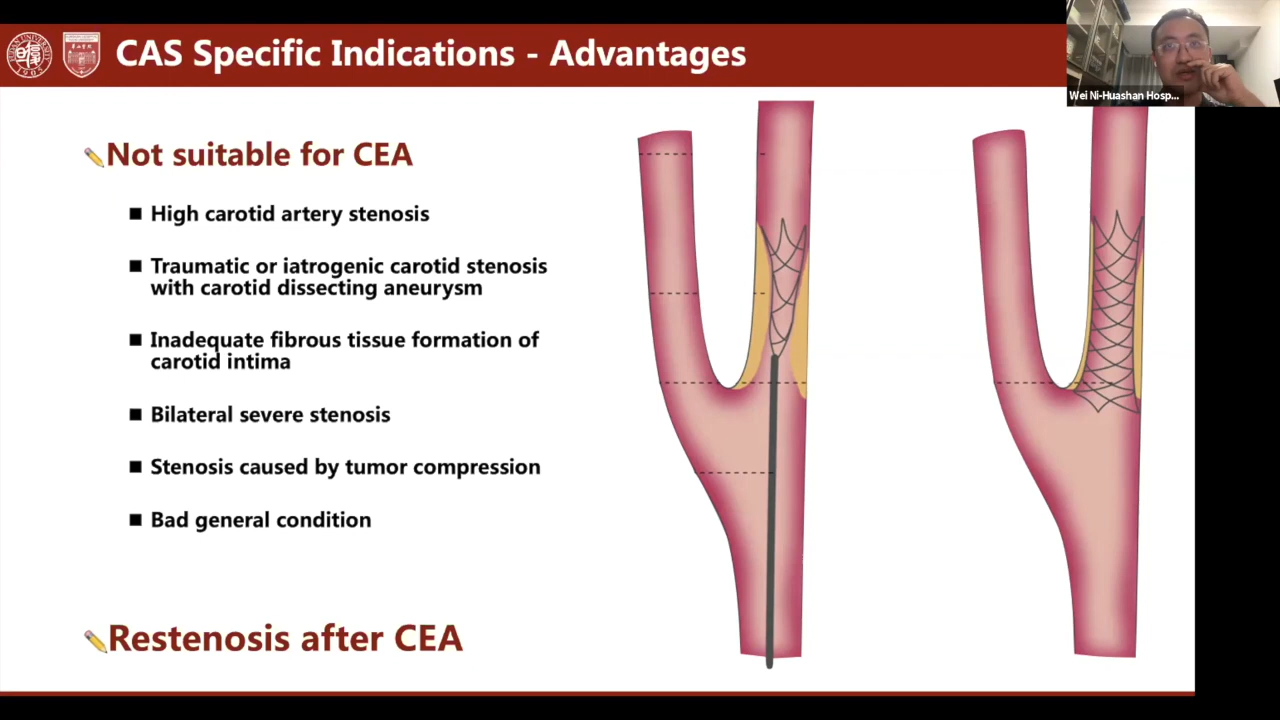 CAS Specific Indications - Advantages
Wei Ni-Huashan Hosp...
Not suitable for CEA
High carotid artery stenosis
Traumatic or iatrogenic carotid stenosis
with carotid dissecting aneurysm
Inadequate fibrous tissue formation of
carotid intima
Bilateral severe stenosis
Stenosis caused by tumor compression
Bad general condition
Restenosis after CEA